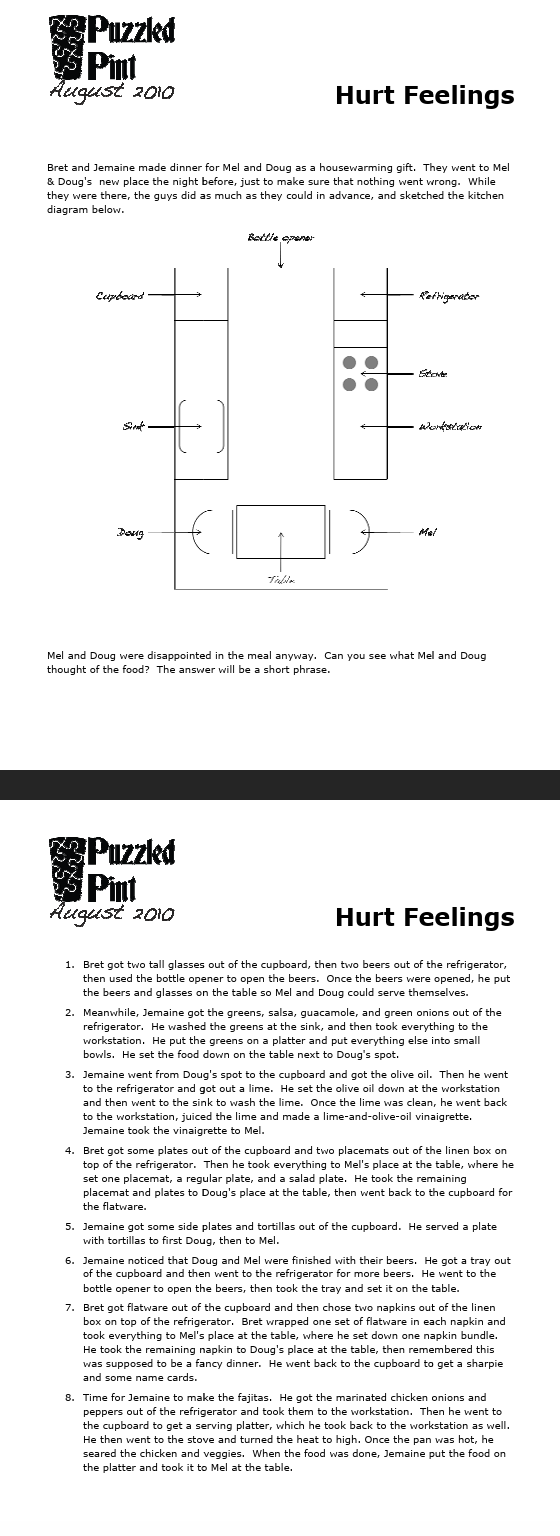 Puzzled
Pint
August 2010
Hurt Feelings
Bret and Jemaine made dinner for Mel and Doug as a housewarming gift.  They went to Mel
& Doug's  new place the night before, just to make sure that nothing went wrong.  While
they were there, the guys did as much as they could in advance, and sketched the kitchen
diagram below.
Bottle opener
Cupboard
Refrigerator
Stove
Sink
Workstation
Doug
Mel
Table
Mel and Doug were disappointed in the meal anyway.  Can you see what Mel and Doug
thought of the food?  The answer will be a short phrase.
Puzzled
Pint
August 2010
Hurt Feelings
1. Bret got two tall glasses out of the cupboard, then two beers out of the refrigerator,
then used the bottle opener to open the beers.  Once the beers were opened, he put
the beers and glasses on the table so Mel and Doug could serve themselves.
2. Meanwhile, Jemaine got the greens, salsa, guacamole, and green onions out of the
refrigerator.  He washed the greens at the sink, and then took everything to the
workstation.  He put the greens on a platter and put everything else into small
bowls.  He set the food down on the table next to Doug's spot.
3. Jemaine went from Doug's spot to the cupboard and got the olive oil.  Then he went
to the refrigerator and got out a lime.  He set the olive oil down at the workstation
and then went to the sink to wash the lime.  Once the lime was clean, he went back
to the workstation, juiced the lime and made a lime-and-olive-oil vinaigrette.
Jemaine took the vinaigrette to Mel.
4. Bret got some plates out of the cupboard and two placemats out of the linen box on
top of the refrigerator.  Then he took everything to Mel's place at the table, where he
set one placemat, a regular plate, and a salad plate.  He took the remaining
placemat and plates to Doug's place at the table, then went back to the cupboard for
the flatware.
5. Jemaine got some side plates and tortillas out of the cupboard.  He served a plate
with tortillas to first Doug, then to Mel.
6. Jemaine noticed that Doug and Mel were finished with their beers.  He got a tray out
of the cupboard and then went to the refrigerator for more beers.  He went to the
bottle opener to open the beers, then took the tray and set it on the table.
7. Bret got flatware out of the cupboard and then chose two napkins out of the linen
box on top of the refrigerator.  Bret wrapped one set of flatware in each napkin and
took everything to Mel's place at the table, where he set down one napkin bundle.
He took the remaining napkin to Doug's place at the table, then remembered this
was supposed to be a fancy dinner.  He went back to the cupboard to get a sharpie
and some name cards.
8. Time for Jemaine to make the fajitas.  He got the marinated chicken onions and
peppers out of the refrigerator and took them to the workstation.  Then he went to
the cupboard to get a serving platter, which he took back to the workstation as well.
He then went to the stove and turned the heat to high. Once the pan was hot, he
seared the chicken and veggies.  When the food was done, Jemaine put the food on
the platter and took it to Mel at the table.